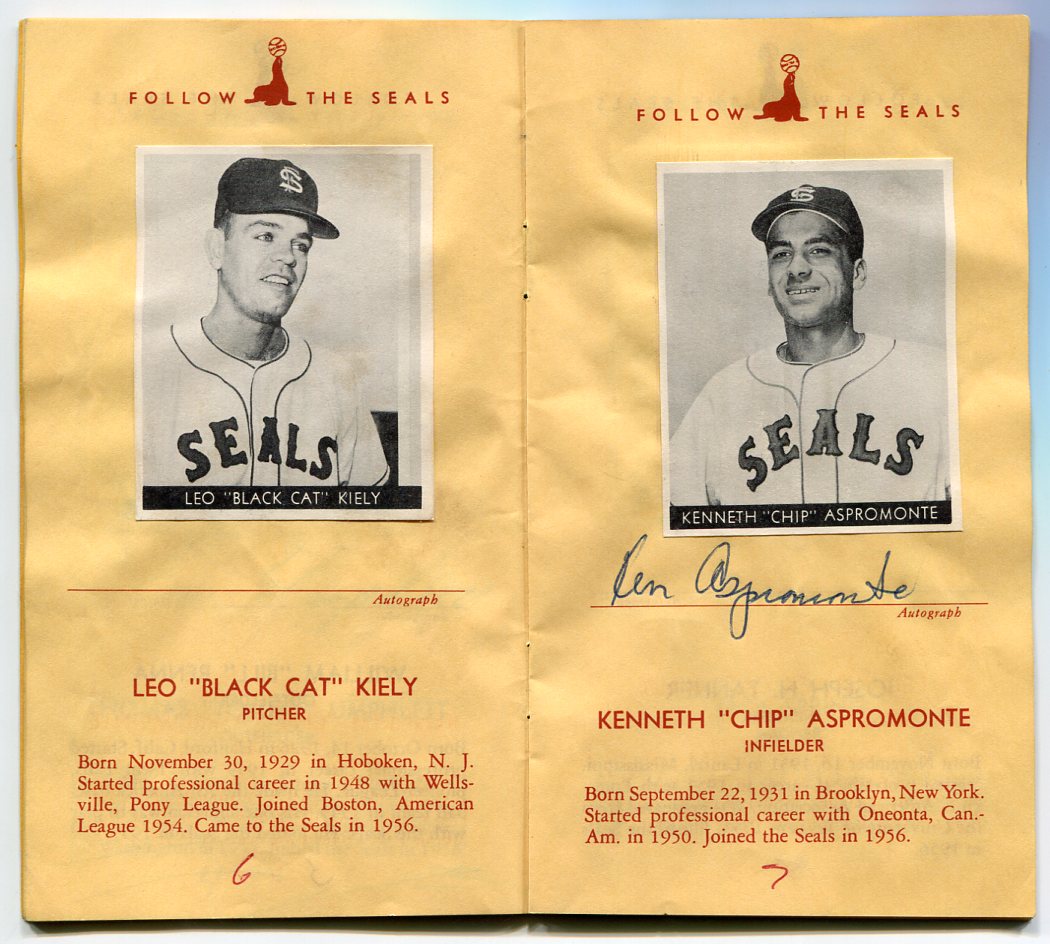 FOLLOW THE SEALS
SEALS
LEO "BLACK CAT" KIELY
Autograph
LEO "BLACK CAT" KIELY
PITCHER
Born November 30, 1929 in Hoboken, N. J.
Started professional career in 1948 with Wells-
ville, Pony League. Joined Boston, American
League 1954. Came to the Seals in 1956.
6
FOLLOW THE SEALS
SEALS
KENNETH "CHIP" ASPROMONTE
Ken Aspromonte
Autograph
KENNETH "CHIP" ASPROMONTE
INFIELDER
Born September 22, 1931 in Brooklyn, New York.
Started professional career with Oneonta, Can.-
Am. in 1950. Joined the Seals in 1956.
7